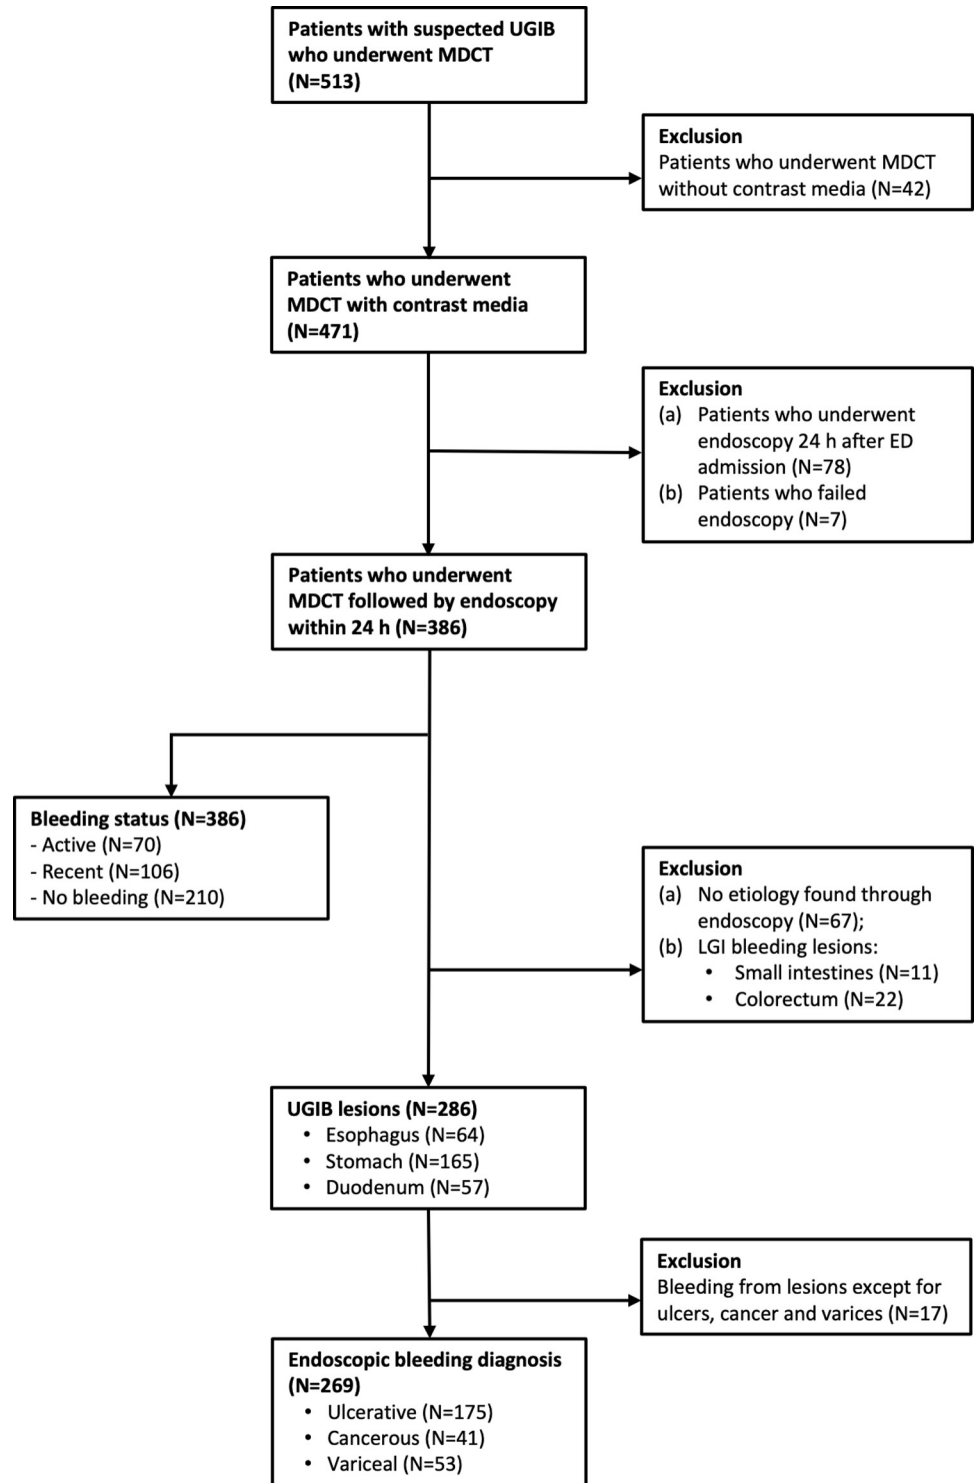 Patients with suspected UGIB
who underwent MDCT
(N=513)
Exclusion
Patients who underwent MDCT
without contrast media (N=42)
Patients who underwent
MDCT with contrast media
(N=471)
Exclusion
(a) Patients who underwent
endoscopy 24 h after ED
admission (N=78)
(b) Patients who failed
endoscopy (N=7)
Patients who underwent
MDCT followed by endoscopy
within 24 h (N=386)
Bleeding status (N=386)
- Active (N=70)
- Recent (N=106)
- No bleeding (N=210)
Exclusion
(a) No etiology found through
endoscopy (N=67);
(b) LGI bleeding lesions:
• Small intestines (N=11)
• Colorectum (N=22)
UGIB lesions (N=286)
• Esophagus (N=64)
• Stomach (N=165)
• Duodenum (N=57)
Exclusion
Bleeding from lesions except for
ulcers, cancer and varices (N=17)
Endoscopic bleeding diagnosis
(N=269)
• Ulcerative (N=175)
• Cancerous (N=41)
• Variceal (N=53)